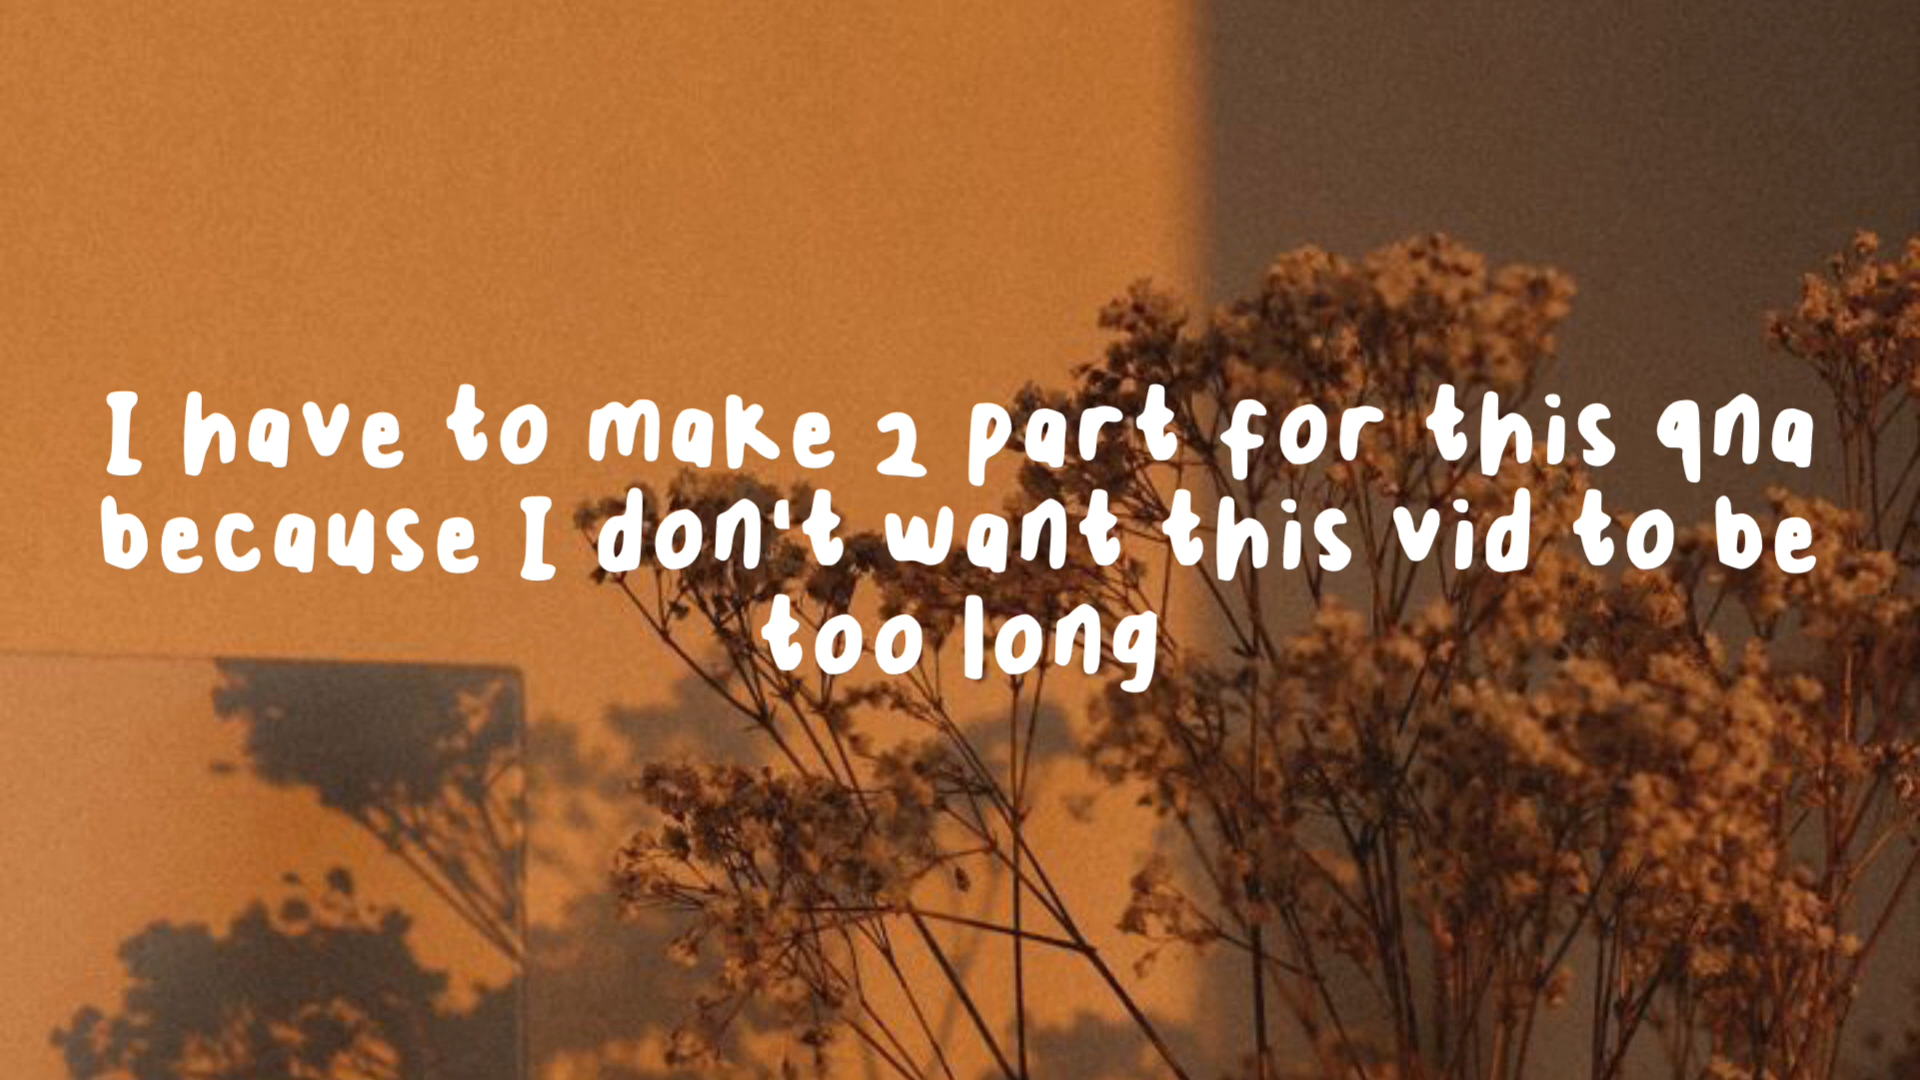 I have to make 2 part for this qna
because I don't want this vid to be
too long